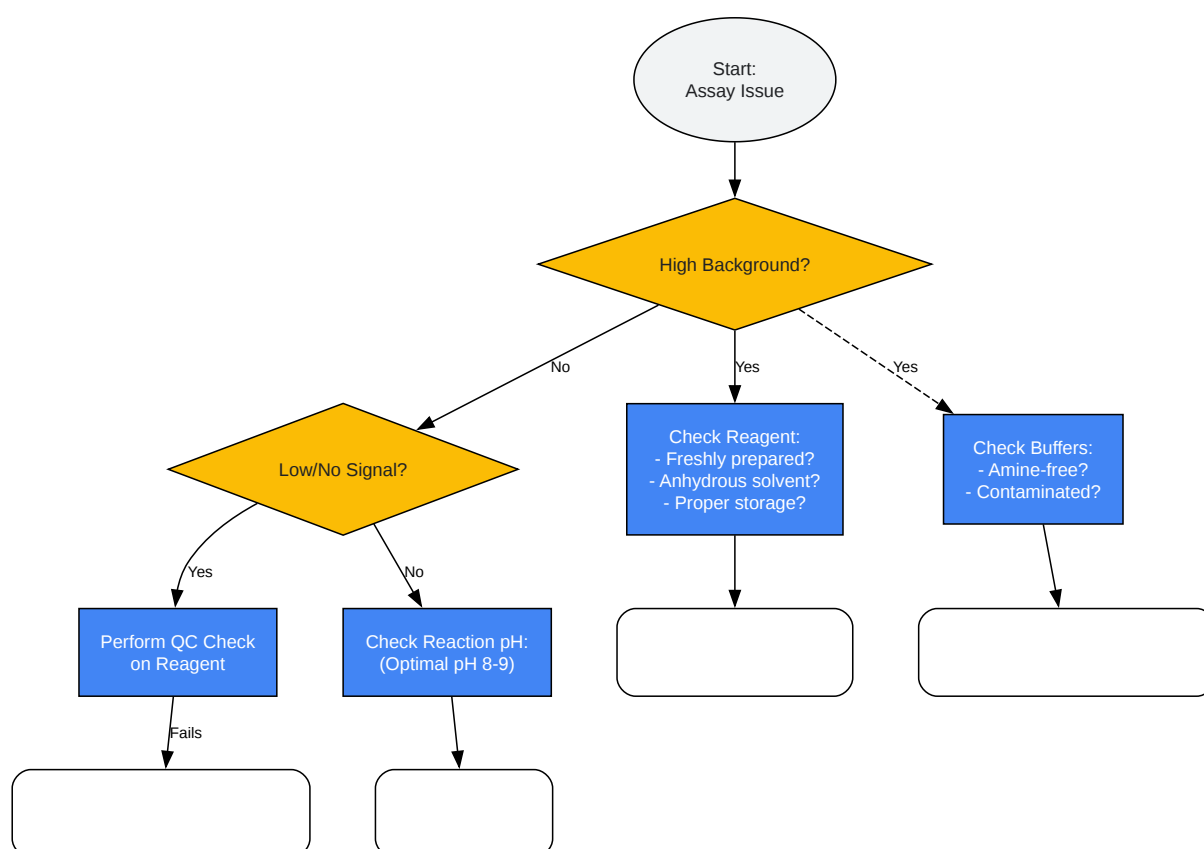 Start:
Assay Issue
High Background?
No
Yes
Yes
Low/No Signal?
Check Reagent:
- Freshly prepared?
- Anhydrous solvent?
- Proper storage?
Check Buffers:
- Amine-free?
- Contaminated?
Yes
No
Perform QC Check
on Reagent
Check Reaction pH:
(Optimal pH 8-9)
Fails